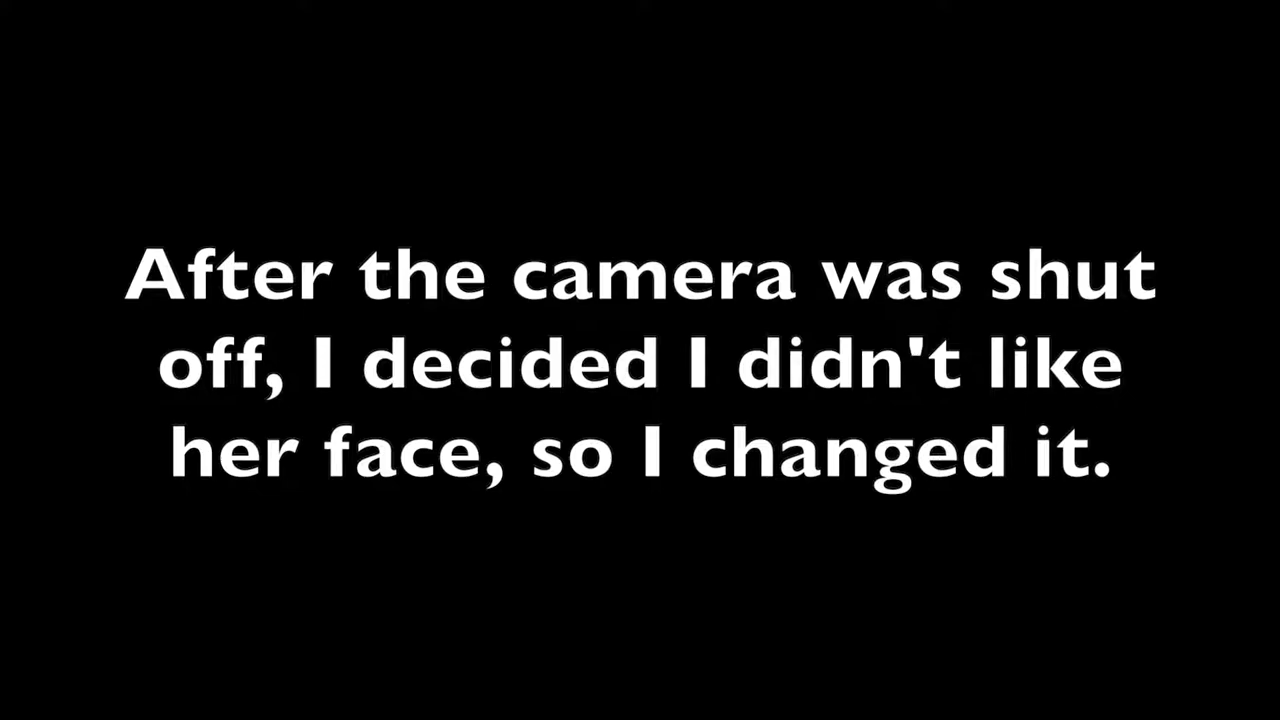 After the camera was shut
off, I decided I didn't like
her face, so I changed it.